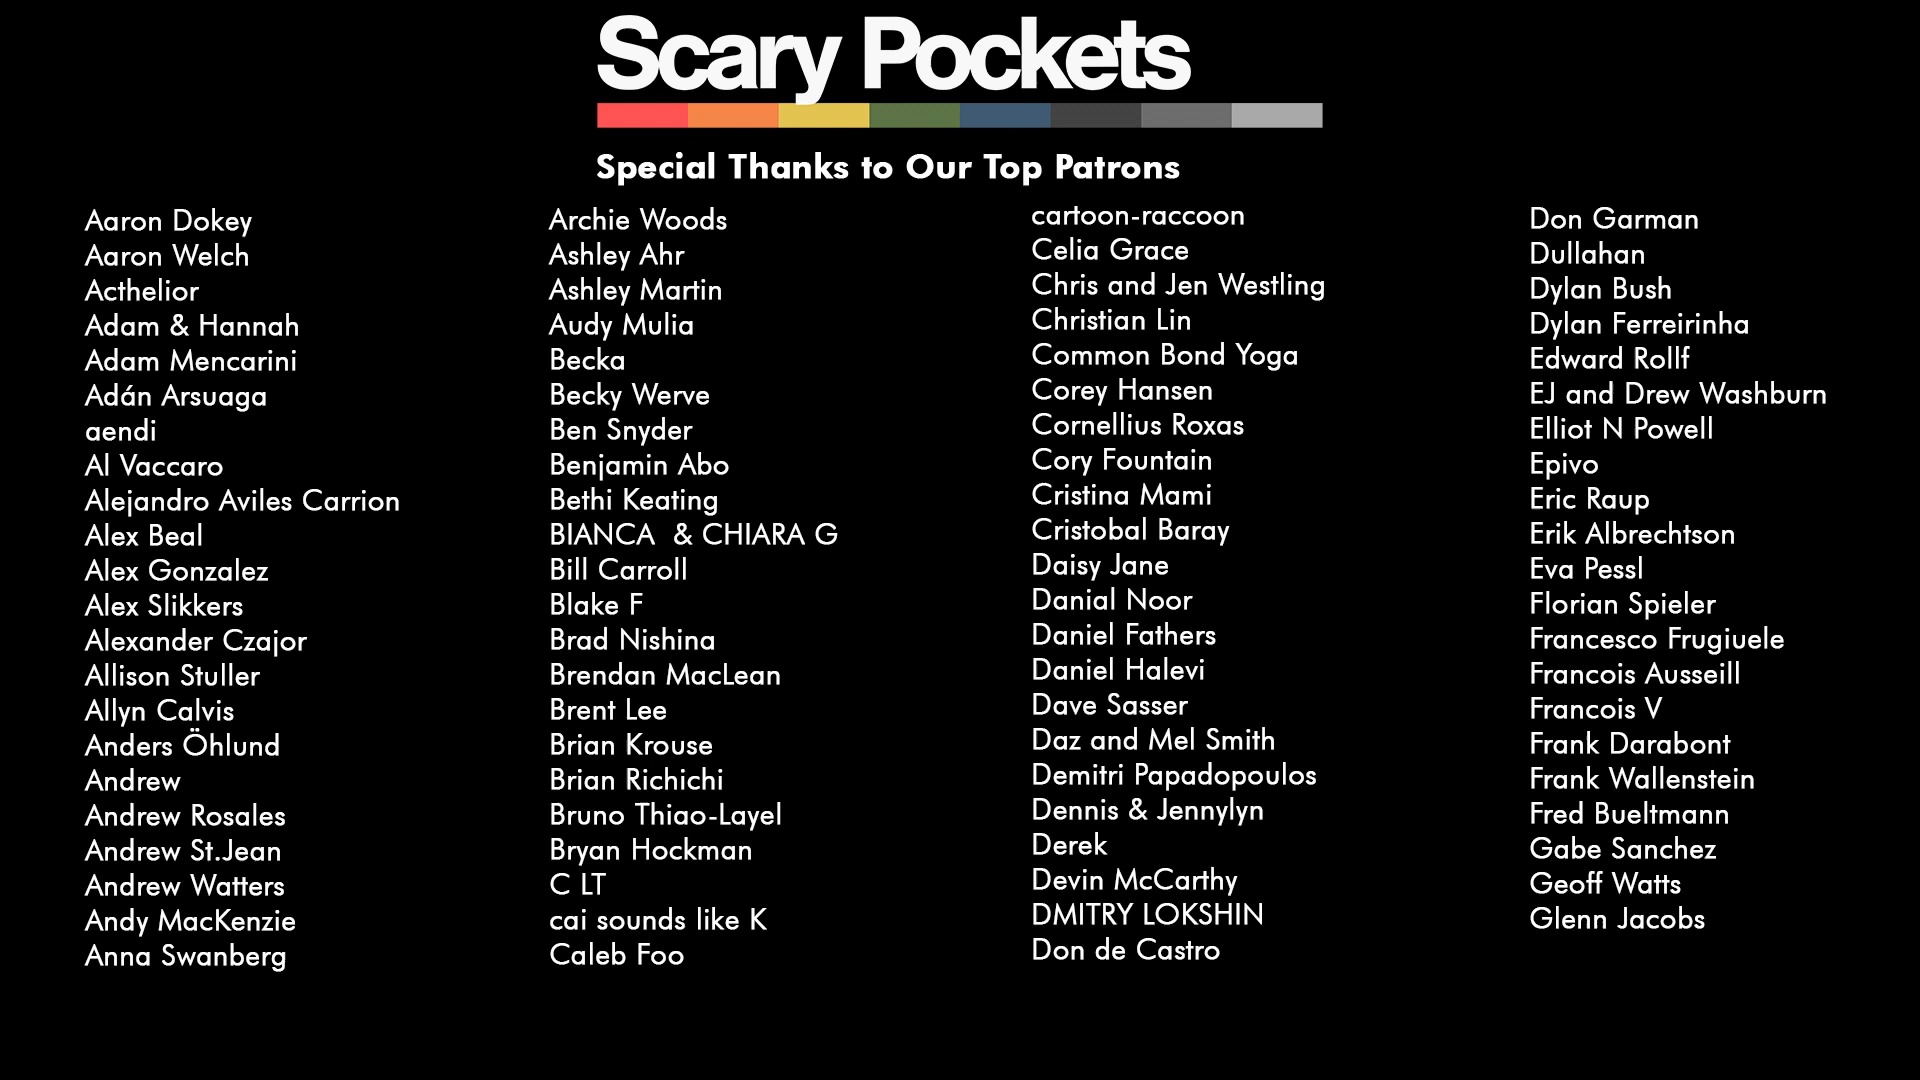 Scary Pockets
Special Thanks to Our Top Patrons
Aaron Dokey
Aaron Welch
Acthelior
Adam & Hannah
Adam Mencarini
Adán Arsuaga
aendi
Al Vaccaro
Alejandro Aviles Carrion
Alex Beal
Alex Gonzalez
Alex Slikkers
Alexander Czajor
Allison Stuller
Allyn Calvis
Anders Öhlund
Andrew
Andrew Rosales
Andrew St.Jean
Andrew Watters
Andy MacKenzie
Anna Swanberg
Archie Woods
Ashley Ahr
Ashley Martin
Audy Mulia
Becka
Becky Werve
Ben Snyder
Benjamin Abo
Bethi Keating
BIANCA  & CHIARA G
Bill Carroll
Blake F
Brad Nishina
Brendan MacLean
Brent Lee
Brian Krouse
Brian Richichi
Bruno Thiao-Layel
Bryan Hockman
C LT
cai sounds like K
Caleb Foo
cartoon-raccoon
Celia Grace
Chris and Jen Westling
Christian Lin
Common Bond Yoga
Corey Hansen
Cornellius Roxas
Cory Fountain
Cristina Mami
Cristobal Baray
Daisy Jane
Danial Noor
Daniel Fathers
Daniel Halevi
Dave Sasser
Daz and Mel Smith
Demitri Papadopoulos
Dennis & Jennylyn
Derek
Devin McCarthy
DMITRY LOKSHIN
Don de Castro
Don Garman
Dullahan
Dylan Bush
Dylan Ferreirinha
Edward Rollf
EJ and Drew Washburn
Elliot N Powell
Epivo
Eric Raup
Erik Albrechtson
Eva Pessl
Florian Spieler
Francesco Frugiuele
Francois Ausseill
Francois V
Frank Darabont
Frank Wallenstein
Fred Bueltmann
Gabe Sanchez
Geoff Watts
Glenn Jacobs